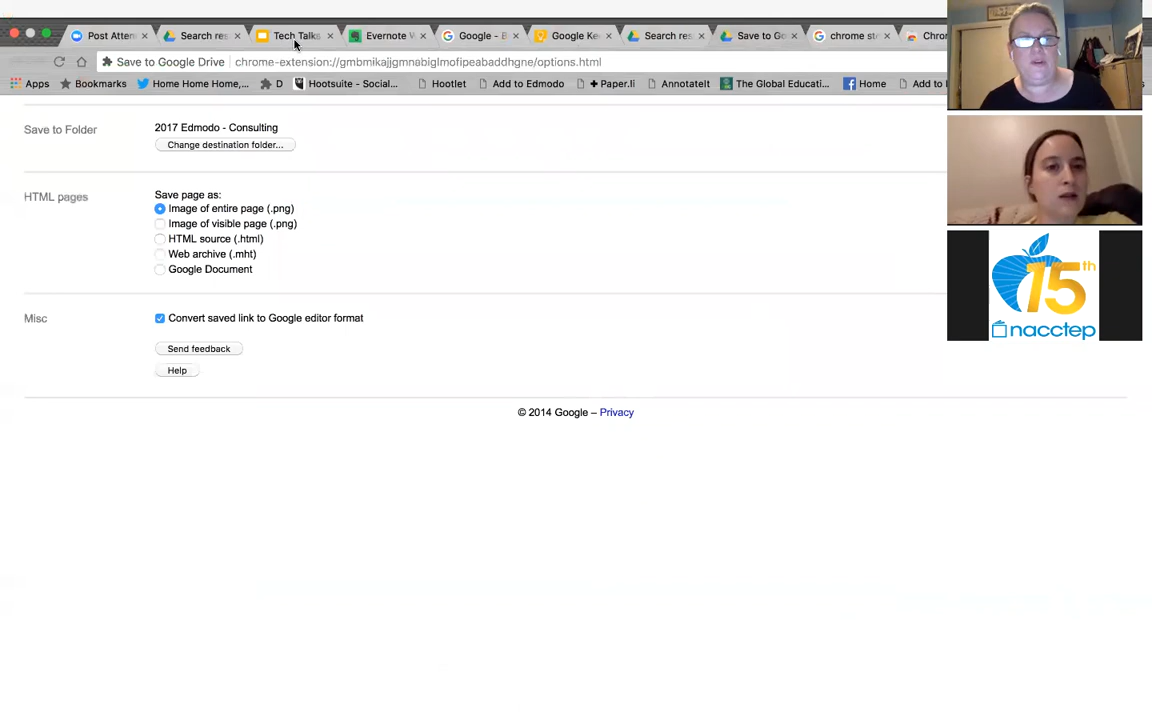 Post Atten
Search res
Tech Talks
Evernote W
Google - B
Google Kee
Search res
Save to Go
chrome sto
Chro
Save to Google Drive
chrome-extension://gmbmikajjgmnabiglmofipeabaddhgne/options.html
Apps
Bookmarks
Home Home Home,...
D
Hootsuite - Social...
Hootlet
Add to Edmodo
+ Paper.li
AnnotateIt
The Global Educati...
Home
Add to
Save to Folder
2017 Edmodo - Consulting
Change destination folder...
HTML pages
Save page as:
Image of entire page (.png)
Image of visible page (.png)
HTML source (.html)
Web archive (.mht)
Google Document
Misc
Convert saved link to Google editor format
Send feedback
Help
© 2014 Google – Privacy
15th
nacctep